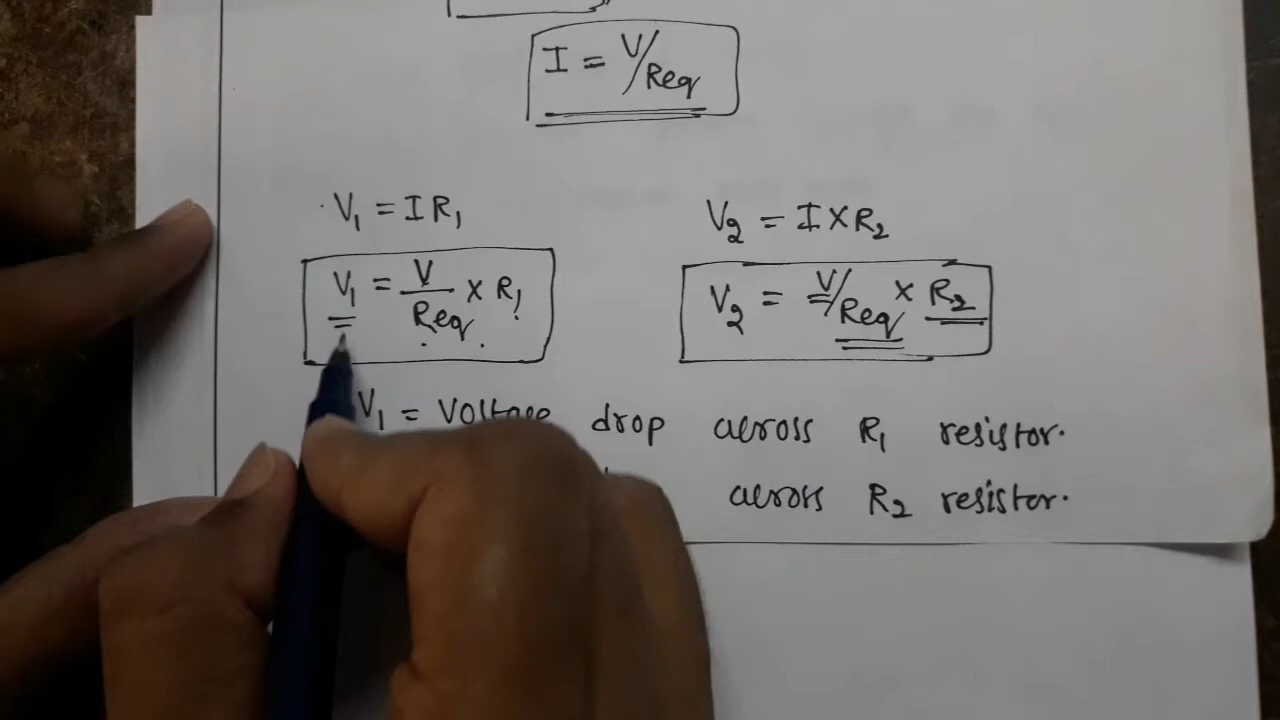 I = V/Req
V₁ = I R₁
V₂ = I X R₂
V₁ = V/Req X R₁
V₂ = V/Req X R₂
V₁ = Voltage drop across R₁ resistor.
across R₂ resistor.